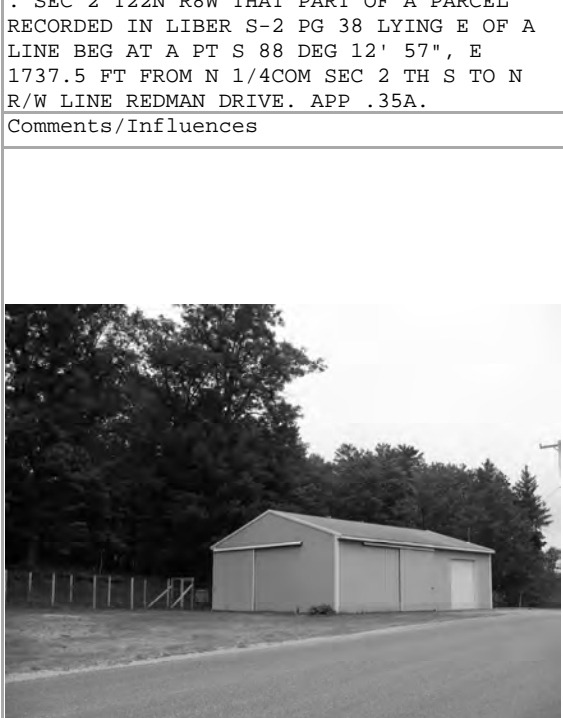 . SEC 2 T22N R8W THAT PART OF A PARCEL
RECORDED IN LIBER S-2 PG 38 LYING E OF A
LINE BEG AT A PT S 88 DEG 12' 57", E
1737.5 FT FROM N 1/4COM SEC 2 TH S TO N
R/W LINE REDMAN DRIVE. APP .35A.
Comments/Influences